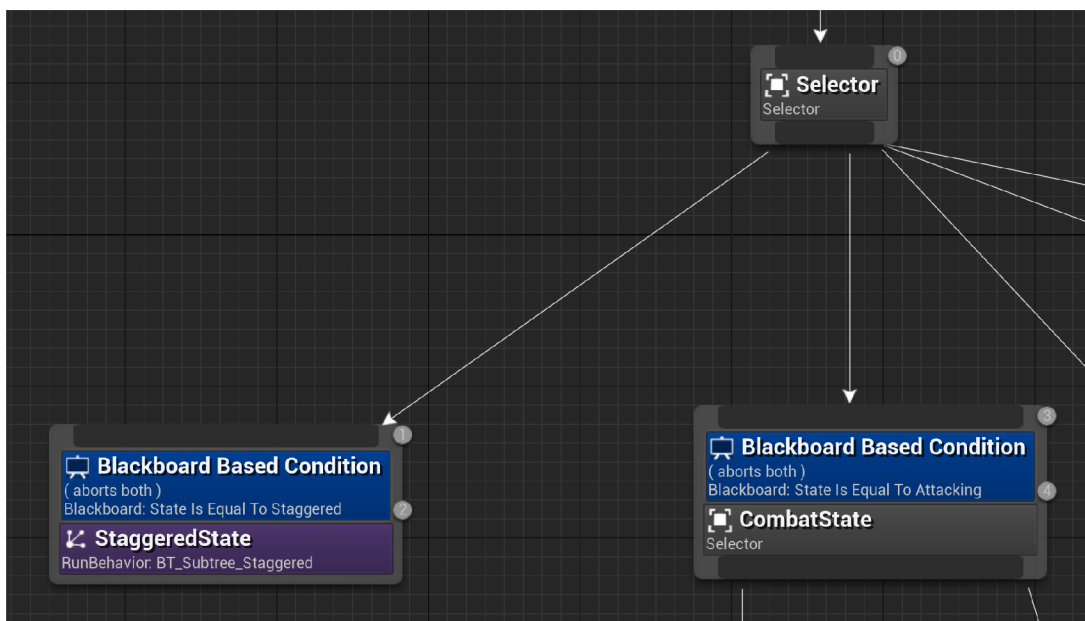 0
Selector
Selector
1
Blackboard Based Condition
( aborts both )
Blackboard: State Is Equal To Staggered
2
StaggeredState
RunBehavior: BT_Subtree_Staggered
3
Blackboard Based Condition
( aborts both )
Blackboard: State Is Equal To Attacking
4
CombatState
Selector